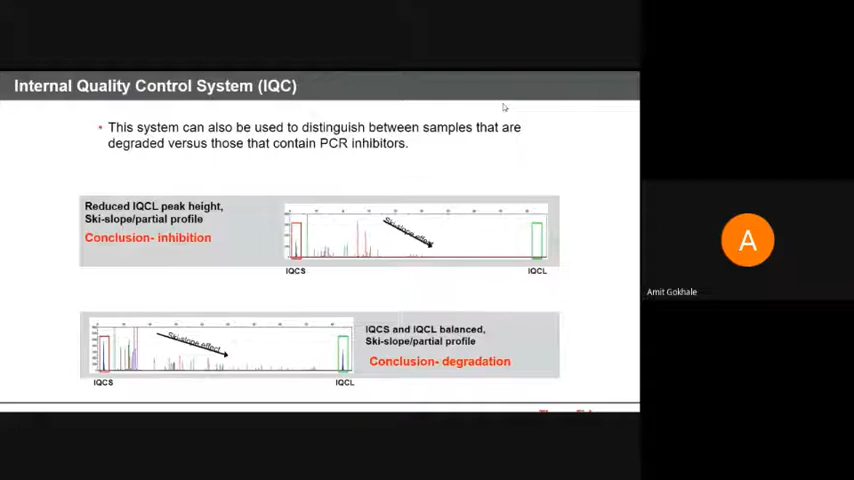 Internal Quality Control System (IQC)
• This system can also be used to distinguish between samples that are
degraded versus those that contain PCR inhibitors.
Reduced IQCL peak height,
Ski-slope/partial profile
Conclusion- inhibition
Ski-slope effect
IQCS
IQCL
Ski-slope effect
IQCS and IQCL balanced,
Ski-slope/partial profile
Conclusion- degradation
IQCS
IQCL
A
Amit Gokhale